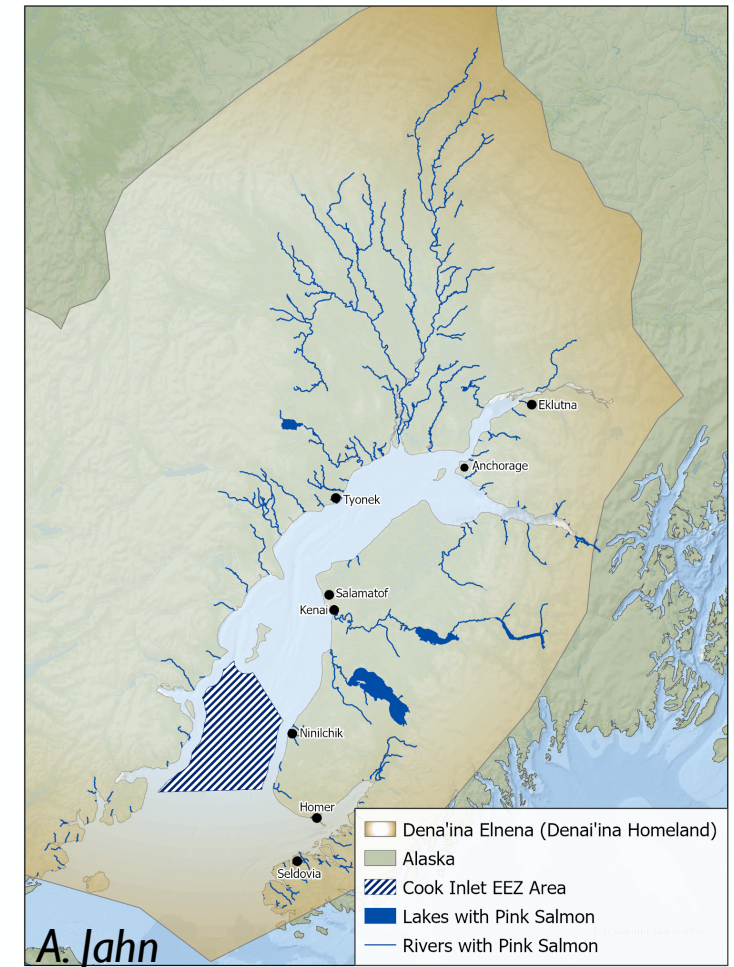 Eklutna
Anchorage
Tyonek
Salamatof
Kenai
Ninilchik
Homer
Seldovia
Dena'ina Elnena (Denai'ina Homeland)
Alaska
Cook Inlet EEZ Area
Lakes with Pink Salmon
Rivers with Pink Salmon
A. Jahn